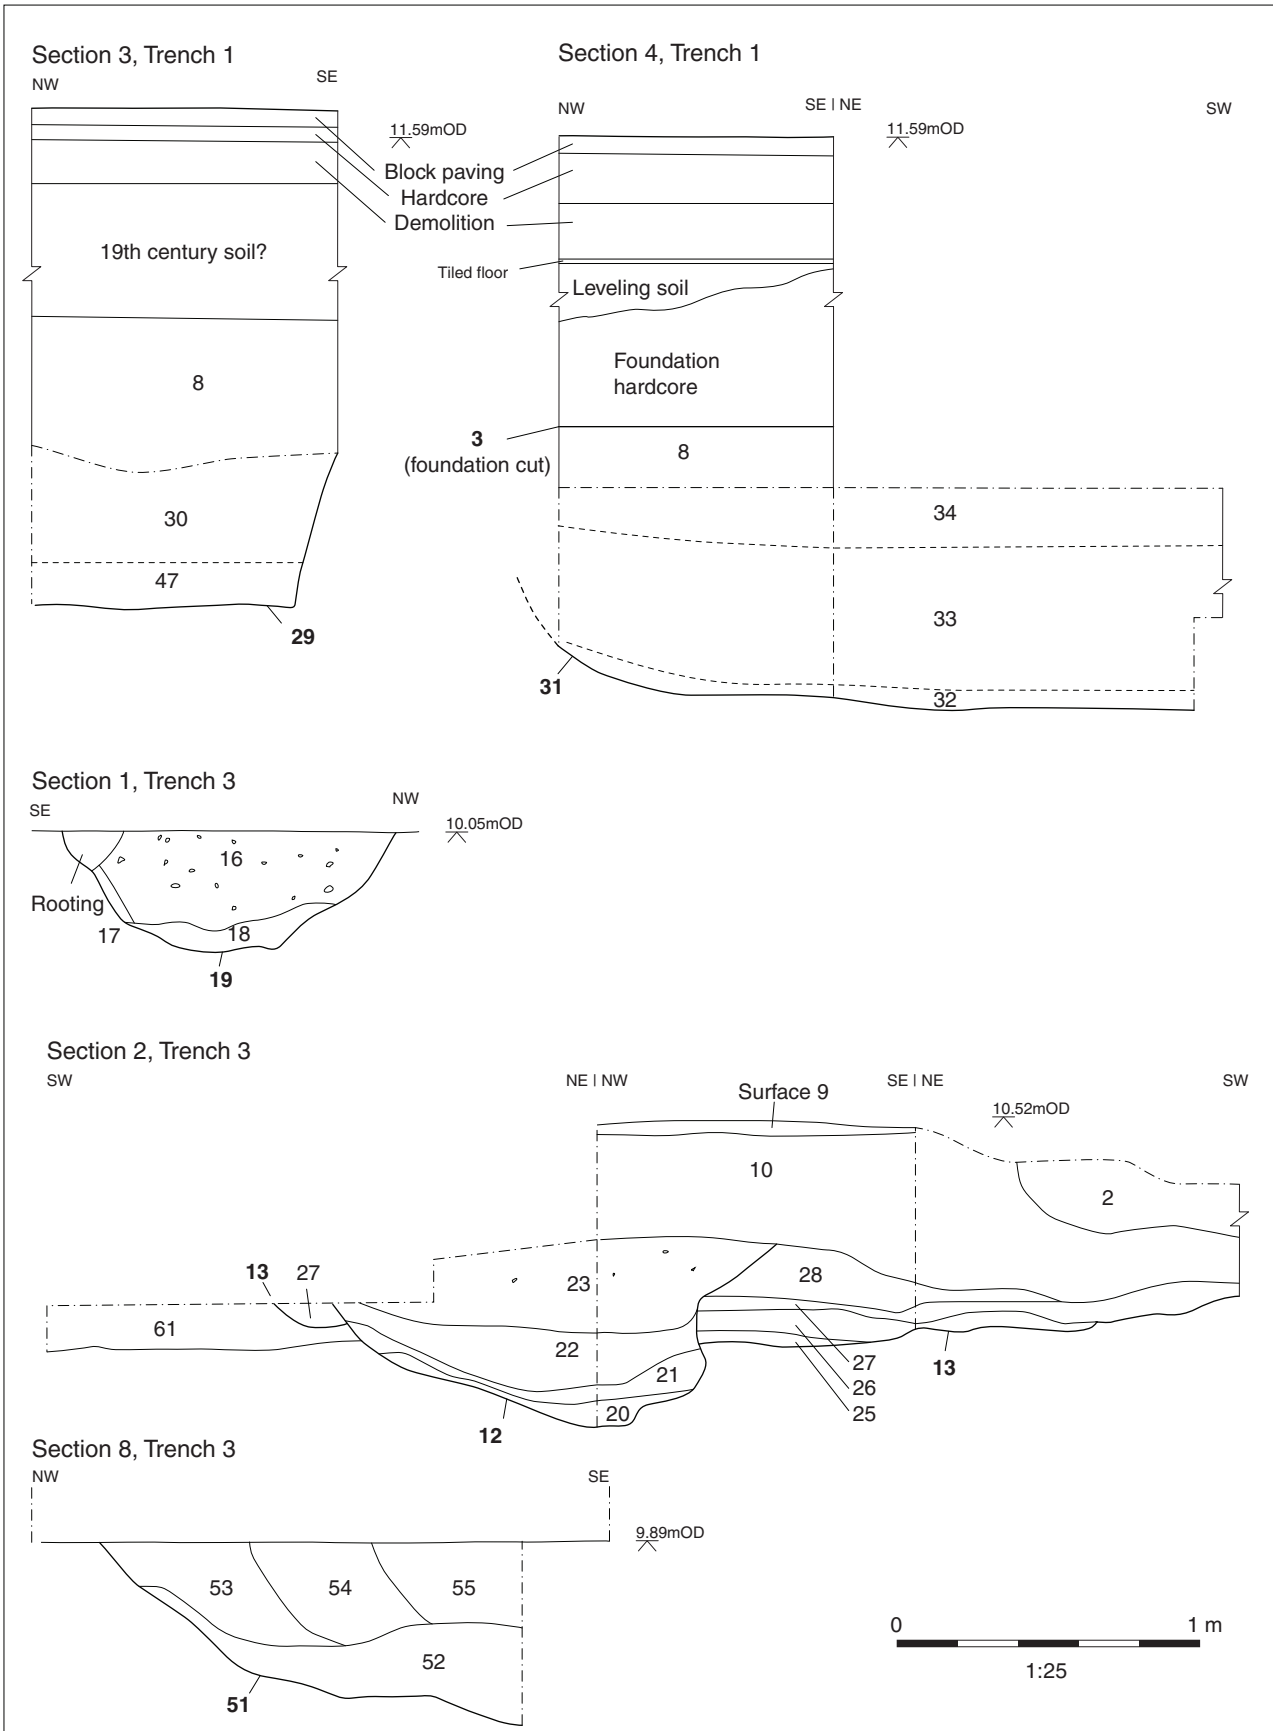 Section 3, Trench 1
NW
SE
11.59mOD
Block paving
Hardcore
Demolition
19th century soil?
8
30
47
29
Section 4, Trench 1
NW
SE | NE
SW
11.59mOD
Tiled floor
Leveling soil
Foundation
hardcore
3
(foundation cut)
8
34
33
31
32
Section 1, Trench 3
SE
NW
10.05mOD
16
Rooting
17
18
19
Section 2, Trench 3
SW
NE | NW
SE | NE
SW
Surface 9
10.52mOD
10
2
13
27
23
28
61
22
21
27
13
26
25
20
12
Section 8, Trench 3
NW
SE
9.89mOD
53
54
55
52
51
0
1 m
1:25